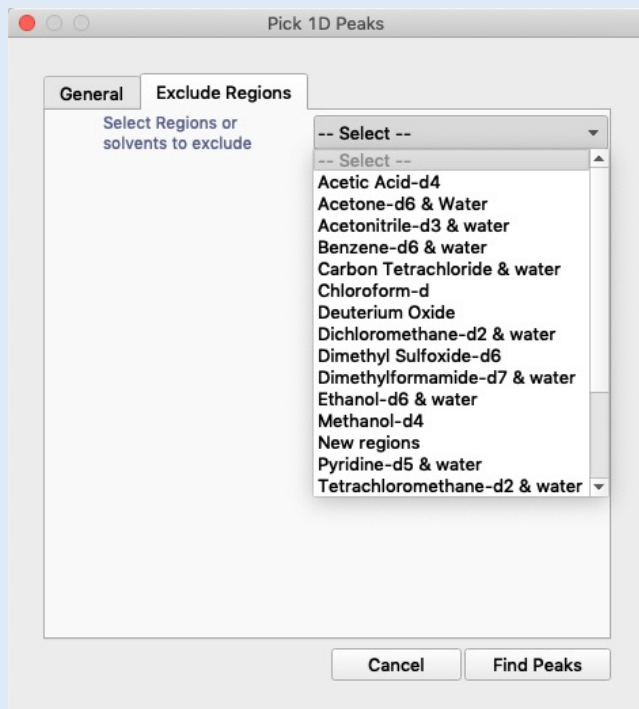 Pick 1D Peaks
General
Exclude Regions
Select Regions or
solvents to exclude
-- Select --
-- Select --
Acetic Acid-d4
Acetone-d6 & Water
Acetonitrile-d3 & water
Benzene-d6 & water
Carbon Tetrachloride & water
Chloroform-d
Deuterium Oxide
Dichloromethane-d2 & water
Dimethyl Sulfoxide-d6
Dimethylformamide-d7 & water
Ethanol-d6 & water
Methanol-d4
New regions
Pyridine-d5 & water
Tetrachloromethane-d2 & water
Cancel
Find Peaks